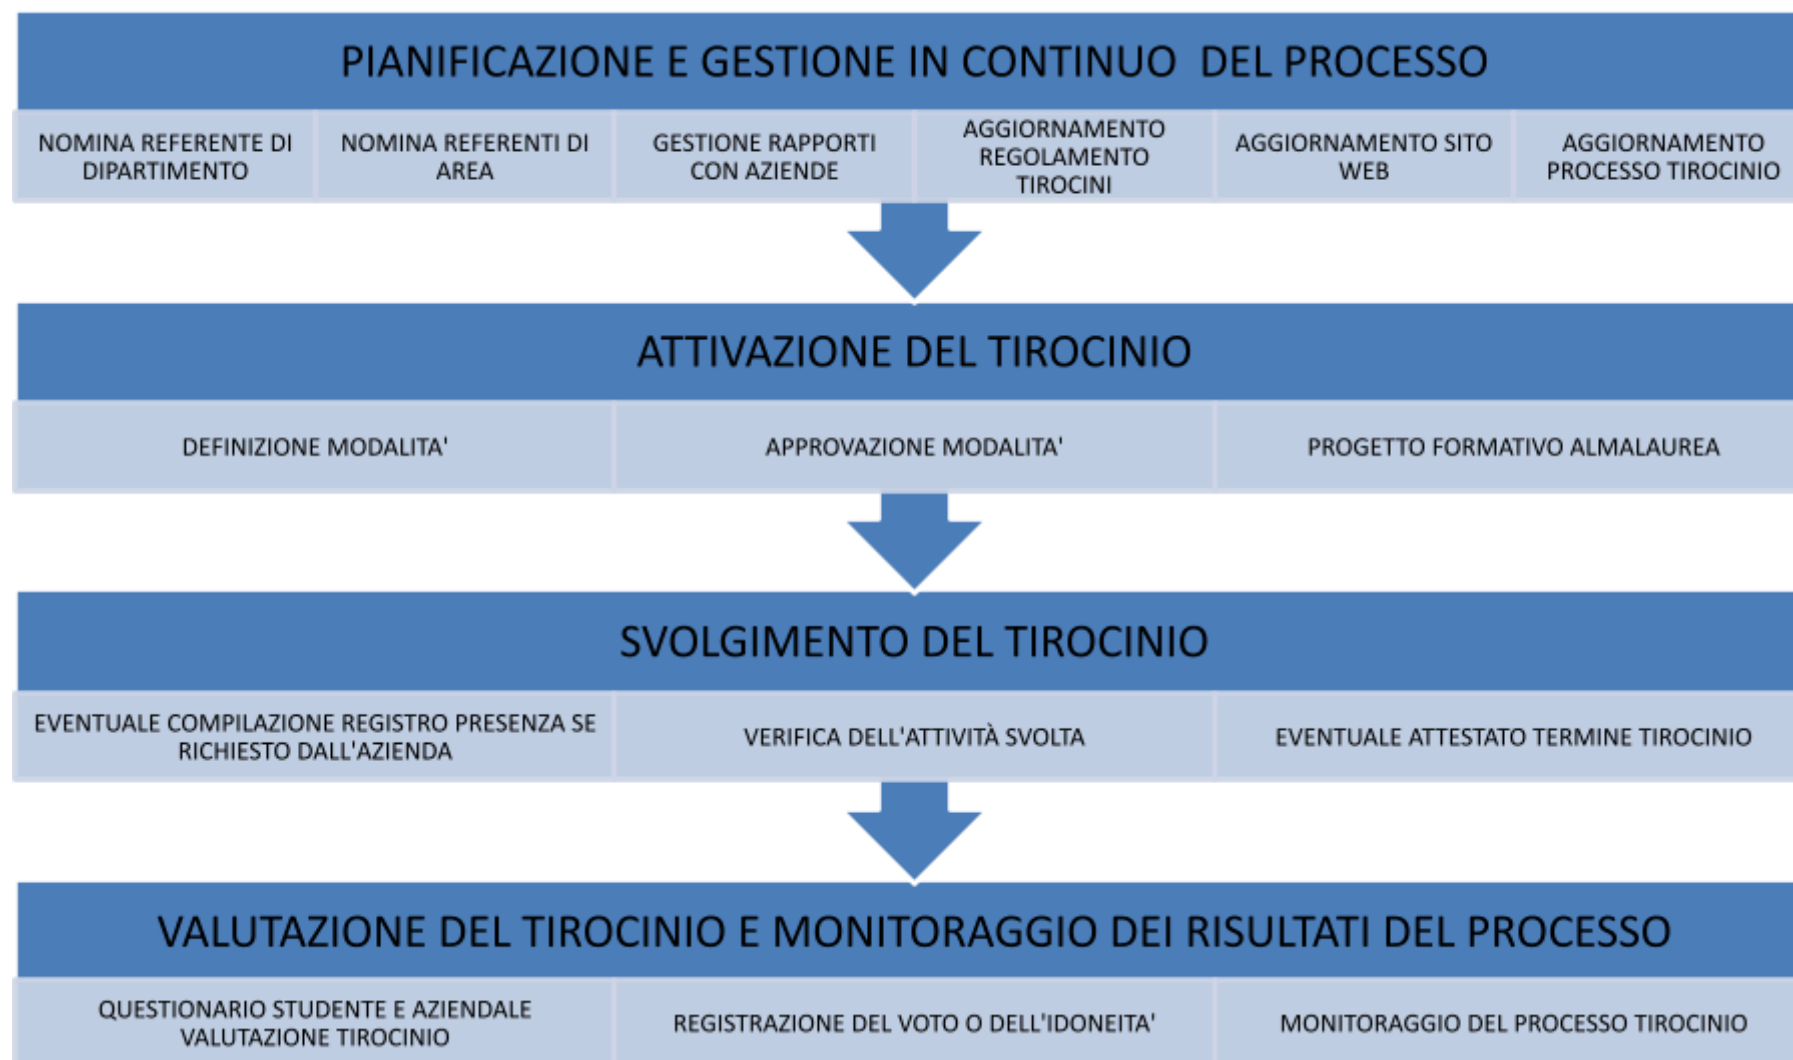 PIANIFICAZIONE E GESTIONE IN CONTINUO DEL PROCESSO
NOMINA REFERENTE DI
DIPARTIMENTO
NOMINA REFERENTI DI
AREA
GESTIONE RAPPORTI
CON AZIENDE
AGGIORNAMENTO
REGOLAMENTO
TIROCINI
AGGIORNAMENTO SITO
WEB
AGGIORNAMENTO
PROCESSO TIROCINIO
ATTIVAZIONE DEL TIROCINIO
DEFINIZIONE MODALITA'
APPROVAZIONE MODALITA'
PROGETTO FORMATIVO ALMALAUREA
SVOLGIMENTO DEL TIROCINIO
EVENTUALE COMPILAZIONE REGISTRO PRESENZA SE
RICHIESTO DALL'AZIENDA
VERIFICA DELL'ATTIVITÀ SVOLTA
EVENTUALE ATTESTATO TERMINE TIROCINIO
VALUTAZIONE DEL TIROCINIO E MONITORAGGIO DEI RISULTATI DEL PROCESSO
QUESTIONARIO STUDENTE E AZIENDALE
VALUTAZIONE TIROCINIO
REGISTRAZIONE DEL VOTO O DELL'IDONEITA'
MONITORAGGIO DEL PROCESSO TIROCINIO